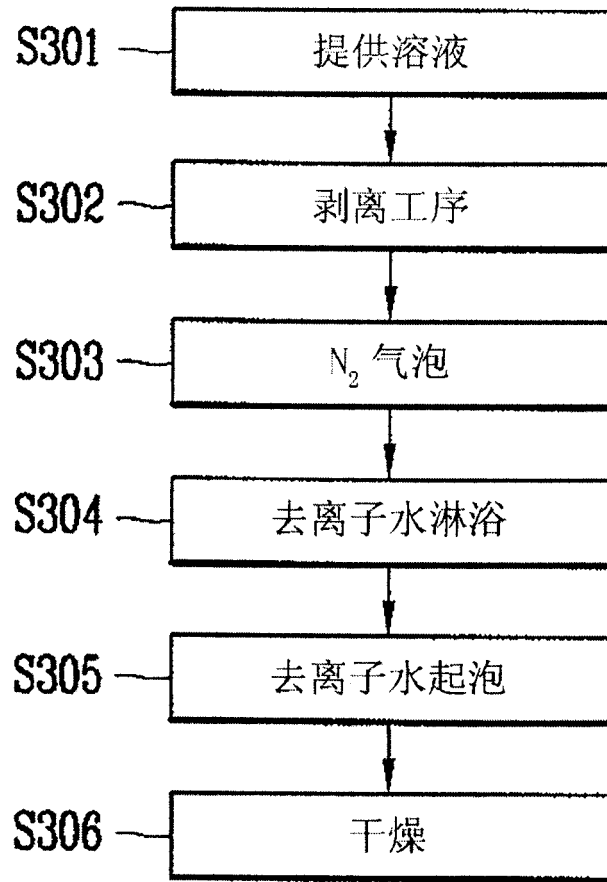 S301 提供溶液
S302 剥离工序
S303 N₂ 气泡
S304 去离子水淋浴
S305 去离子水起泡
S306 干燥